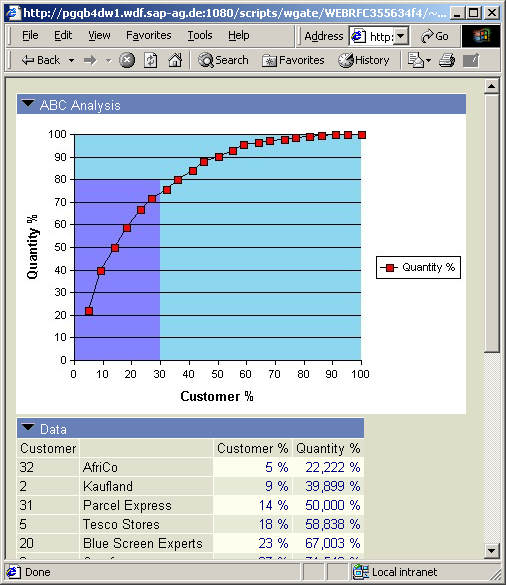 http://pgqb4dw1.wdf.sap-ag.de:1080/scripts/wgate/WEBRFC355634f4/~...
File Edit View Favorites Tools Help Address http: Go
Back Search Favorites History
ABC Analysis
100
90
80
70
60
50
40
30
20
10
0
Quantity %
0 10 20 30 40 50 60 70 80 90 100
Customer %
Quantity %
Data
Customer Customer % Quantity %
32 AfriCo 5 % 22,222 %
2 Kaufland 9 % 39,899 %
31 Parcel Express 14 % 50,000 %
5 Tesco Stores 18 % 58,838 %
20 Blue Screen Experts 23 % 67,003 %
Done Local intranet